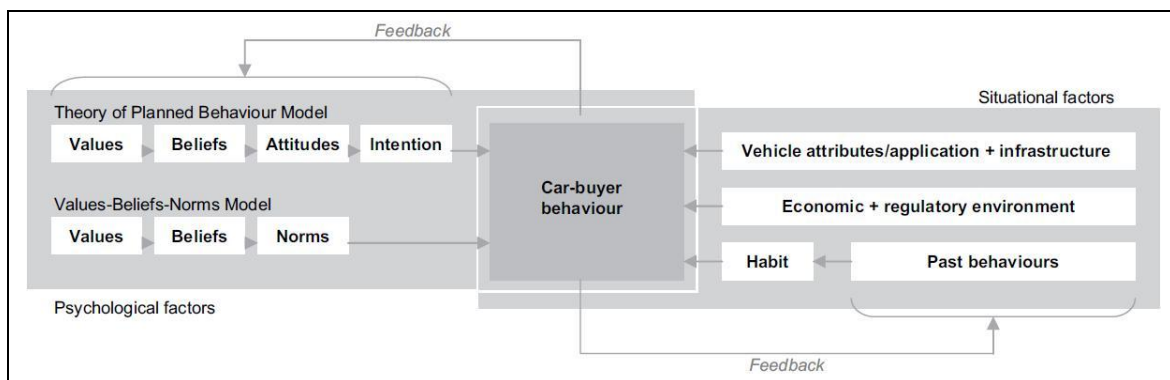 Feedback
Theory of Planned Behaviour Model
Values
Beliefs
Attitudes
Intention
Values-Beliefs-Norms Model
Values
Beliefs
Norms
Psychological factors
Car-buyer
behaviour
Situational factors
Vehicle attributes/application + infrastructure
Economic + regulatory environment
Habit
Past behaviours
Feedback